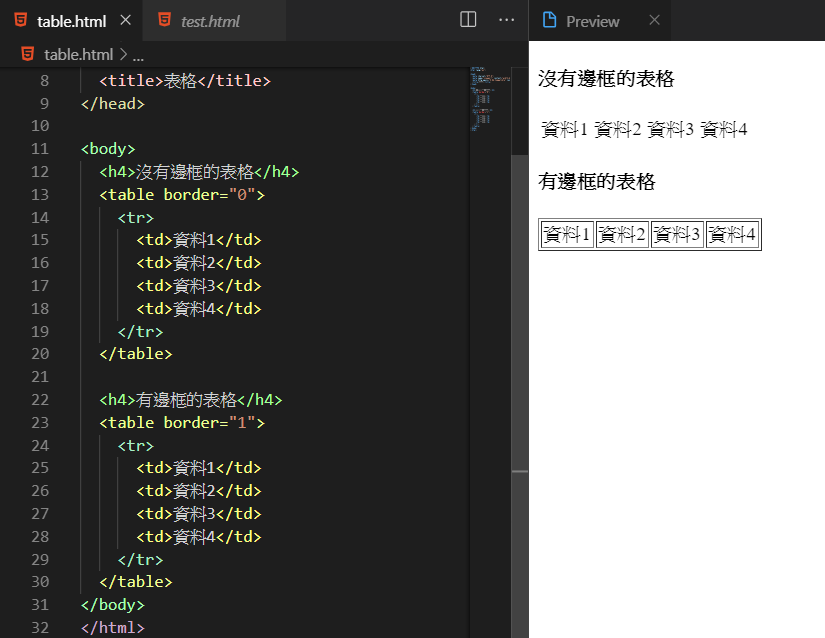 table.html
test.html
Preview
table.html > ...
8 <title>表格</title>
9 </head>
10
11 <body>
12 <h4>沒有邊框的表格</h4>
13 <table border="0">
14 <tr>
15 <td>資料1</td>
16 <td>資料2</td>
17 <td>資料3</td>
18 <td>資料4</td>
19 </tr>
20 </table>
21
22 <h4>有邊框的表格</h4>
23 <table border="1">
24 <tr>
25 <td>資料1</td>
26 <td>資料2</td>
27 <td>資料3</td>
28 <td>資料4</td>
29 </tr>
30 </table>
31 </body>
32 </html>
沒有邊框的表格
資料1 資料2 資料3 資料4
有邊框的表格
資料1 資料2 資料3 資料4